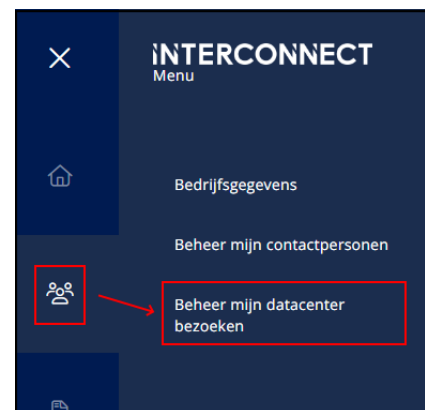 INTERCONNECT
Menu
Bedrijfsgegevens
Beheer mijn contactpersonen
Beheer mijn datacenter
bezoeken